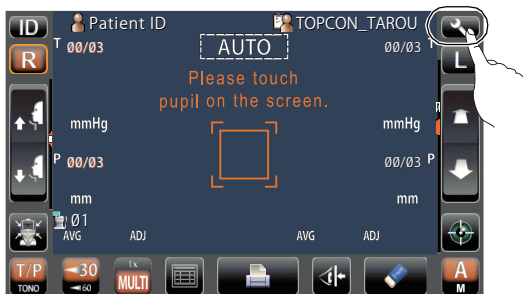 ID Patient ID TOPCON_TAROU
R T 00/03 AUTO 00/03 T L
Please touch
pupil on the screen.
mmHg mmHg
P 00/03 00/03 P
mm mm
01
AVG ADJ AVG ADJ
T/P 30 1x A
TONO 60 MULTI M